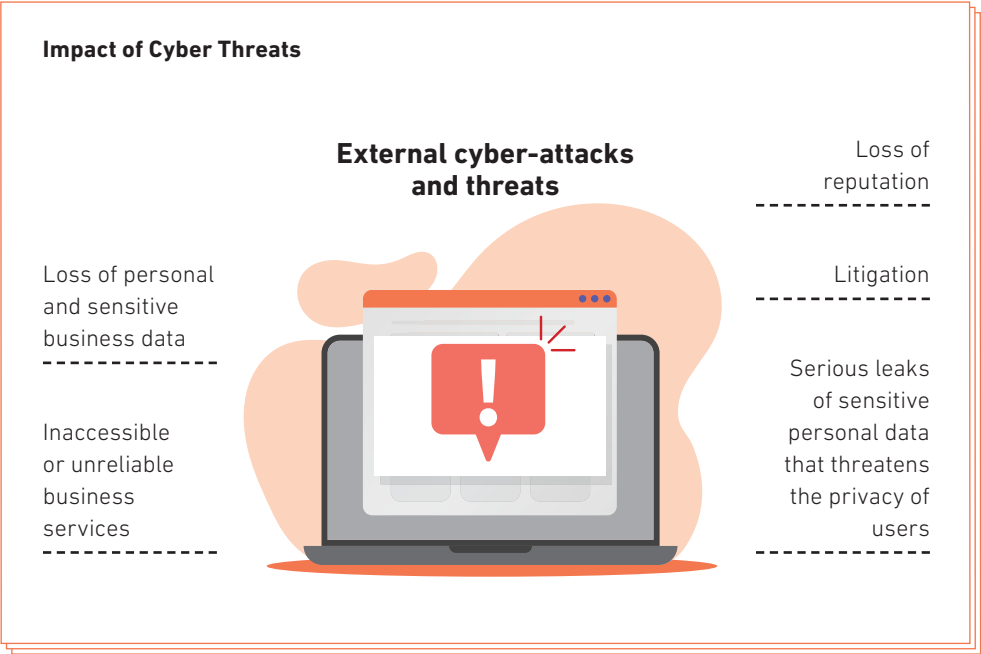 Impact of Cyber Threats
External cyber-attacks
and threats
Loss of personal
and sensitive
business data
Inaccessible
or unreliable
business
services
Loss of
reputation
Litigation
Serious leaks
of sensitive
personal data
that threatens
the privacy of
users
!